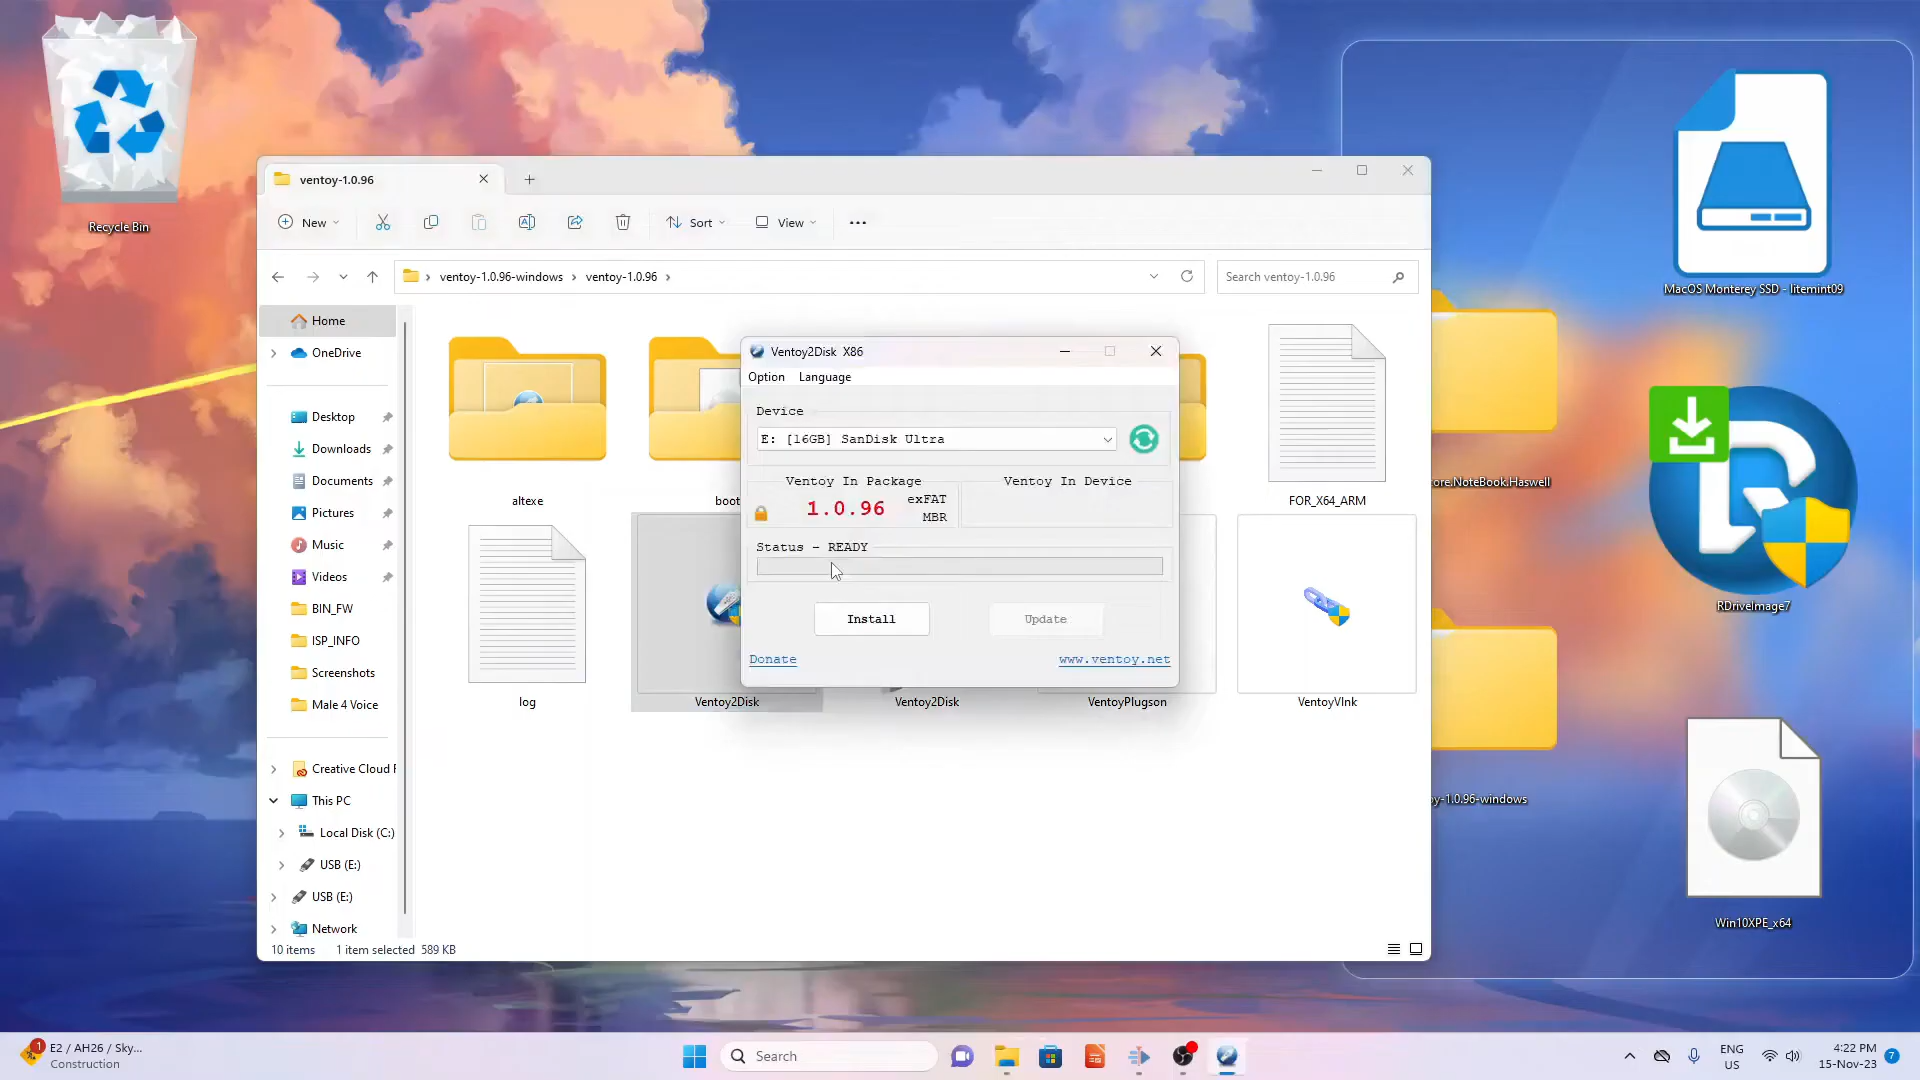 Recycle Bin
ventoy-1.0.96
New
Sort
View
ventoy-1.0.96-windows
ventoy-1.0.96
Search ventoy-1.0.96
Home
OneDrive
Desktop
Downloads
Documents
Pictures
Music
Videos
BIN_FW
ISP_INFO
Screenshots
Male 4 Voice
Creative Cloud F
This PC
Local Disk (C:)
USB (E:)
USB (E:)
Network
10 items
1 item selected 589 KB
altexe
boot
FOR_X64_ARM
log
Ventoy2Disk
Ventoy2Disk
VentoyPlugson
VentoyVlnk
Ventoy2Disk X86
Option
Language
Device
E: [16GB] SanDisk Ultra
Ventoy In Package
1.0.96
exFAT
MBR
Ventoy In Device
Status - READY
Install
Update
Donate
www.ventoy.net
MacOS Monterey SSD - litemint09
ore.NoteBook.Haswell
RDriveImage7
oy-1.0.96-windows
Win10XPE_x64
1
E2 / AH26 / Sky...
Construction
Search
ENG
US
4:22 PM
15-Nov-23
7